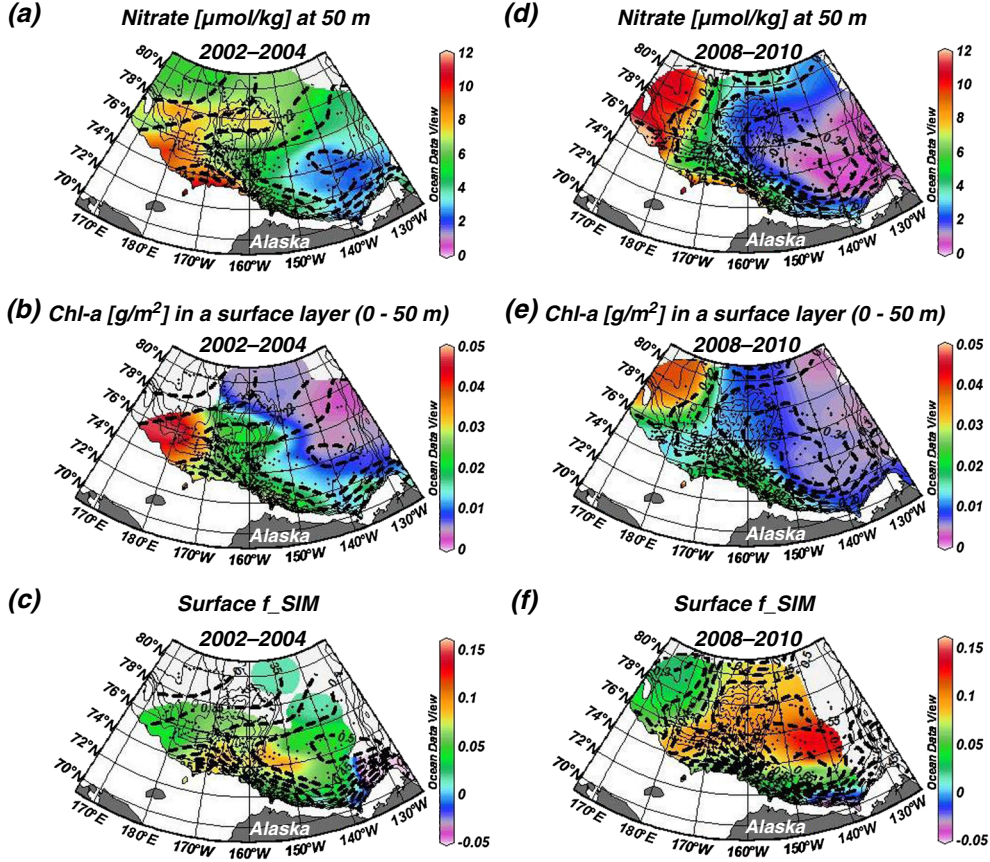 (a) Nitrate [µmol/kg] at 50 m
2002–2004
80°N
78°N
76°N
74°N
72°N
70°N
170°E
180°E
170°W
160°W
150°W
140°W
130°W
Alaska
12
10
8
6
4
2
0
Ocean Data View
(d) Nitrate [µmol/kg] at 50 m
2008–2010
80°N
78°N
76°N
74°N
72°N
70°N
170°E
180°E
170°W
160°W
150°W
140°W
130°W
Alaska
12
10
8
6
4
2
0
Ocean Data View
(b) Chl-a [g/m²] in a surface layer (0 - 50 m)
2002–2004
80°N
78°N
76°N
74°N
72°N
70°N
170°E
180°E
170°W
160°W
150°W
140°W
130°W
Alaska
0.05
0.04
0.03
0.02
0.01
0
Ocean Data View
(e) Chl-a [g/m²] in a surface layer (0 - 50 m)
2008–2010
80°N
78°N
76°N
74°N
72°N
70°N
170°E
180°E
170°W
160°W
150°W
140°W
130°W
Alaska
0.05
0.04
0.03
0.02
0.01
0
Ocean Data View
(c) Surface f_SIM
2002–2004
80°N
78°N
76°N
74°N
72°N
70°N
170°E
180°E
170°W
160°W
150°W
140°W
130°W
Alaska
0.15
0.1
0.05
0
-0.05
Ocean Data View
(f) Surface f_SIM
2008–2010
80°N
78°N
76°N
74°N
72°N
70°N
170°E
180°E
170°W
160°W
150°W
140°W
130°W
Alaska
0.15
0.1
0.05
0
-0.05
Ocean Data View